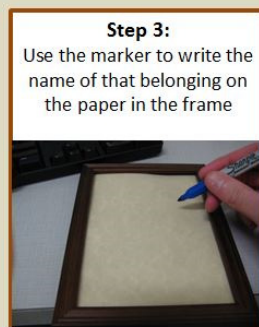 Step 3:
Use the marker to write the
name of that belonging on
the paper in the frame